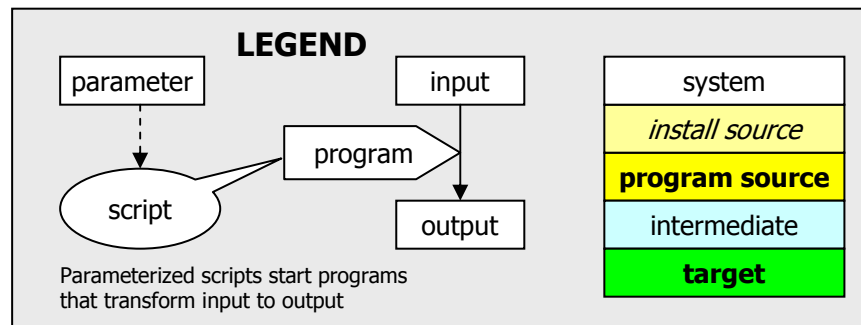 LEGEND
parameter
input
program
script
output
Parameterized scripts start programs
that transform input to output
system
install source
program source
intermediate
target